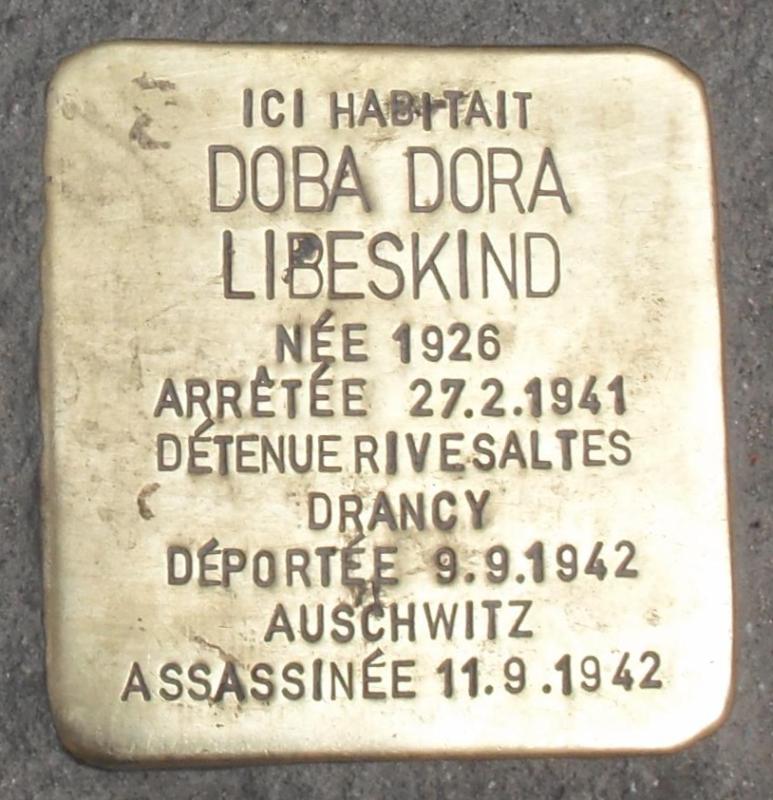 ICI HABITAIT
DOBA DORA
LIBESKIND
NÉE 1926
ARRÊTÉE 27.2.1941
DÉTENUE RIVESALTES
DRANCY
DÉPORTÉE 9.9.1942
AUSCHWITZ
ASSASSINÉE 11.9.1942